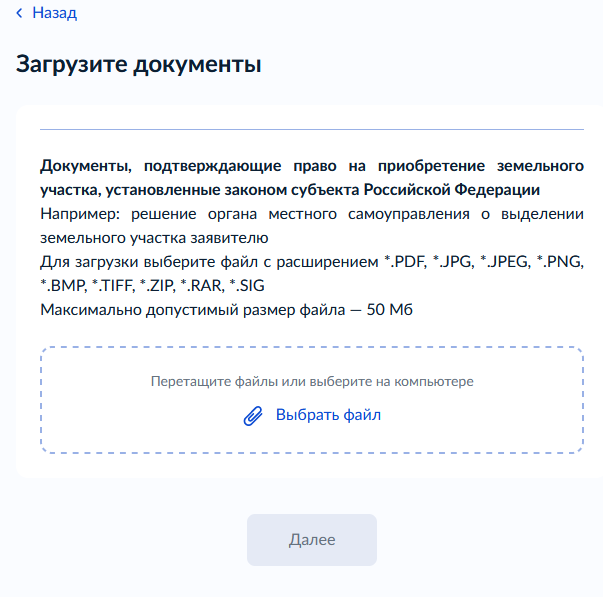 Назад
Загрузите документы
Документы, подтверждающие право на приобретение земельного
участка, установленные законом субъекта Российской Федерации
Например: решение органа местного самоуправления о выделении
земельного участка заявителю
Для загрузки выберите файл с расширением *.PDF, *.JPG, *.JPEG, *.PNG,
*.BMP, *.TIFF, *.ZIP, *.RAR, *.SIG
Максимально допустимый размер файла — 50 Мб
Перетащите файлы или выберите на компьютере
Выбрать файл
Далее